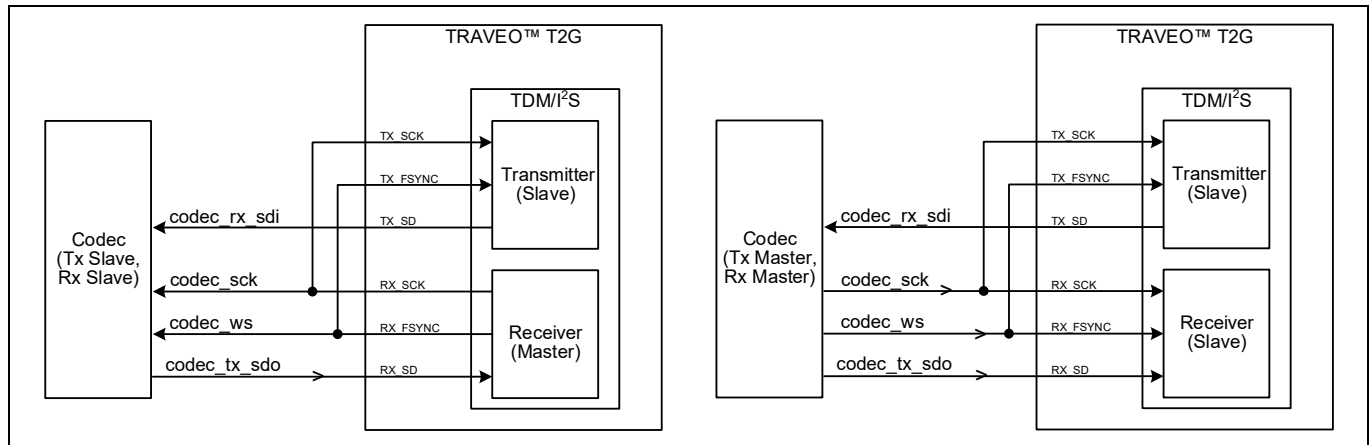 TRAVEO™ T2G
TDM/I²S
TX_SCK
Transmitter
(Slave)
TX_FSYNC
codec_rx_sdi
TX_SD
Codec
(Tx Slave,
Rx Slave)
codec_sck
RX_SCK
codec_ws
RX_FSYNC
Receiver
(Master)
codec_tx_sdo
RX_SD
TRAVEO™ T2G
TDM/I²S
TX_SCK
Transmitter
(Slave)
TX_FSYNC
codec_rx_sdi
TX_SD
Codec
(Tx Master,
Rx Master)
codec_sck
RX_SCK
codec_ws
RX_FSYNC
Receiver
(Slave)
codec_tx_sdo
RX_SD